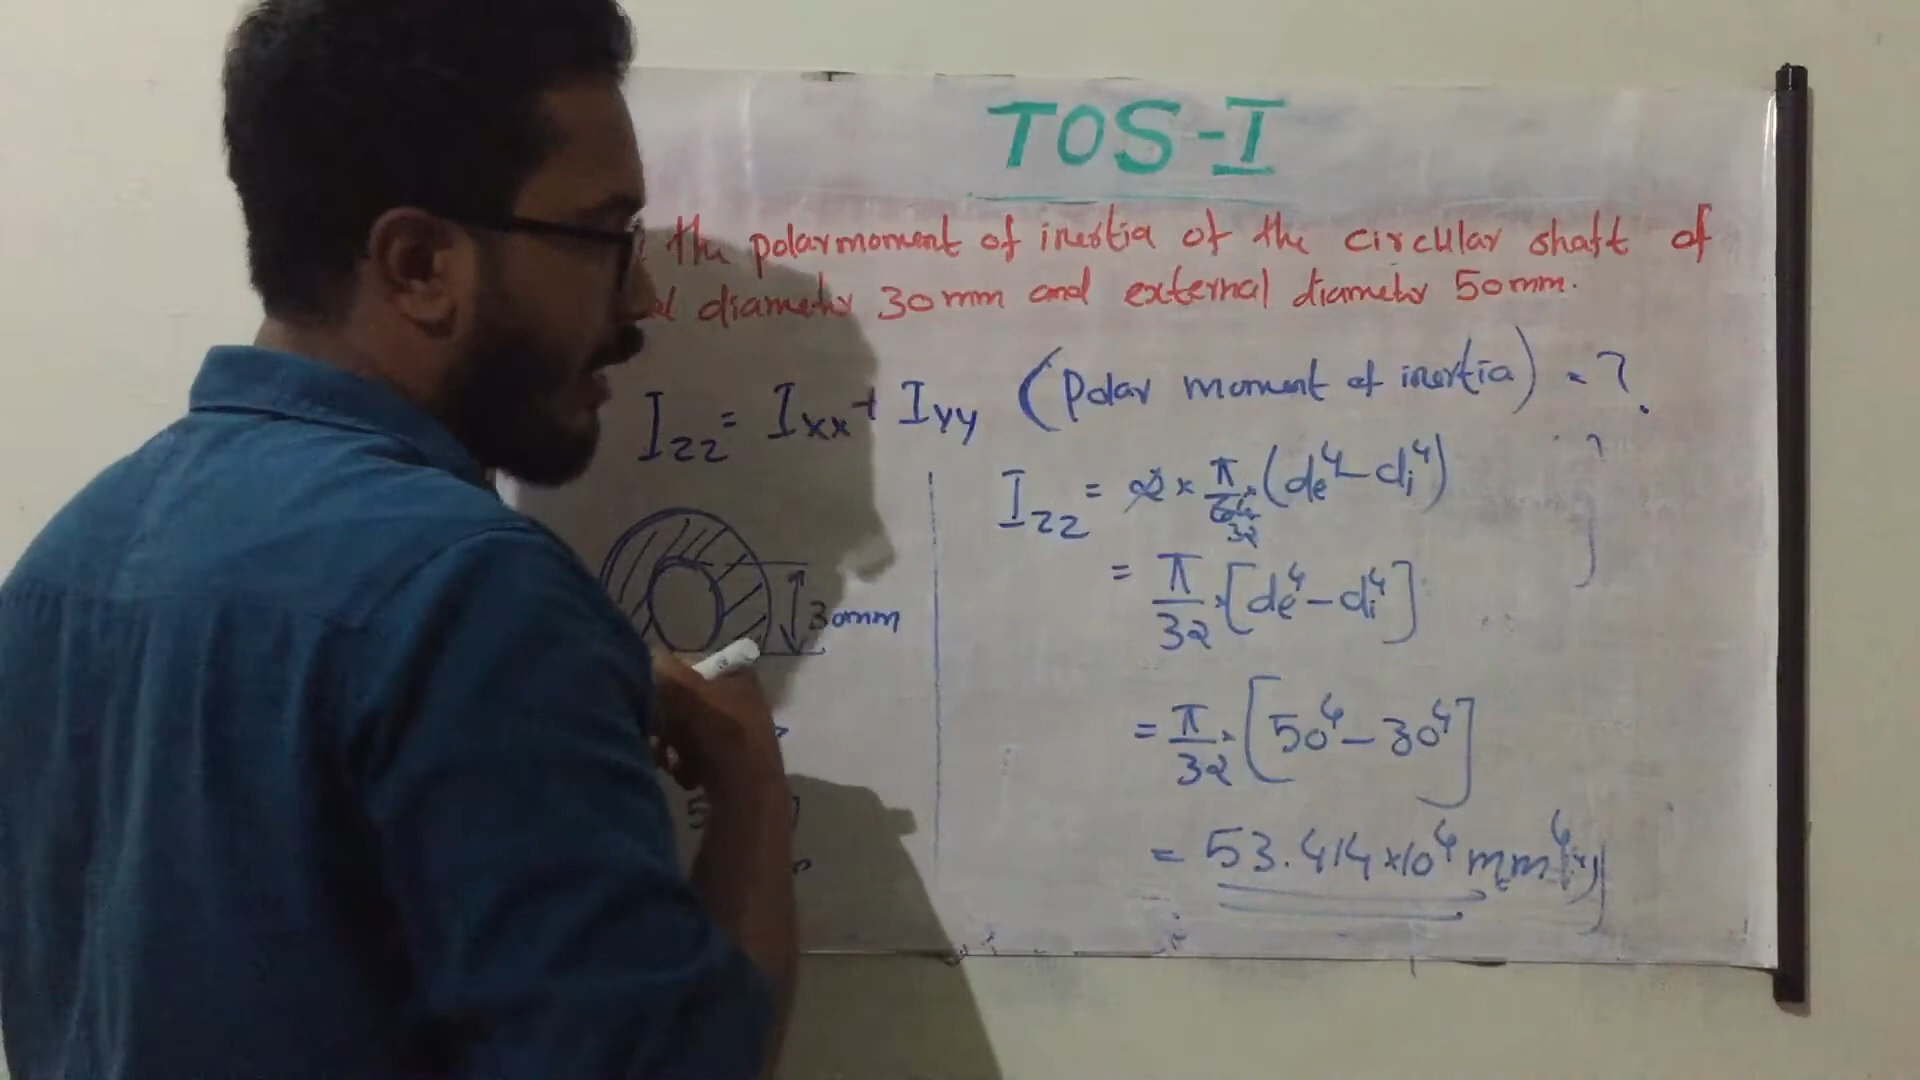 TOS-I
the polarmoment of inertia of the circular shaft of
diameter 30mm and external diameter 50mm.
Izz = Ixx + Iyy (Polar moment of inertia) = ?
Izz = 2 × π/64 × (de⁴ - di⁴)
32
= π/32 × [de⁴ - di⁴]
30mm
= π/32 × [50⁴ - 30⁴]
5
= 53.414 × 10⁴ mm⁴